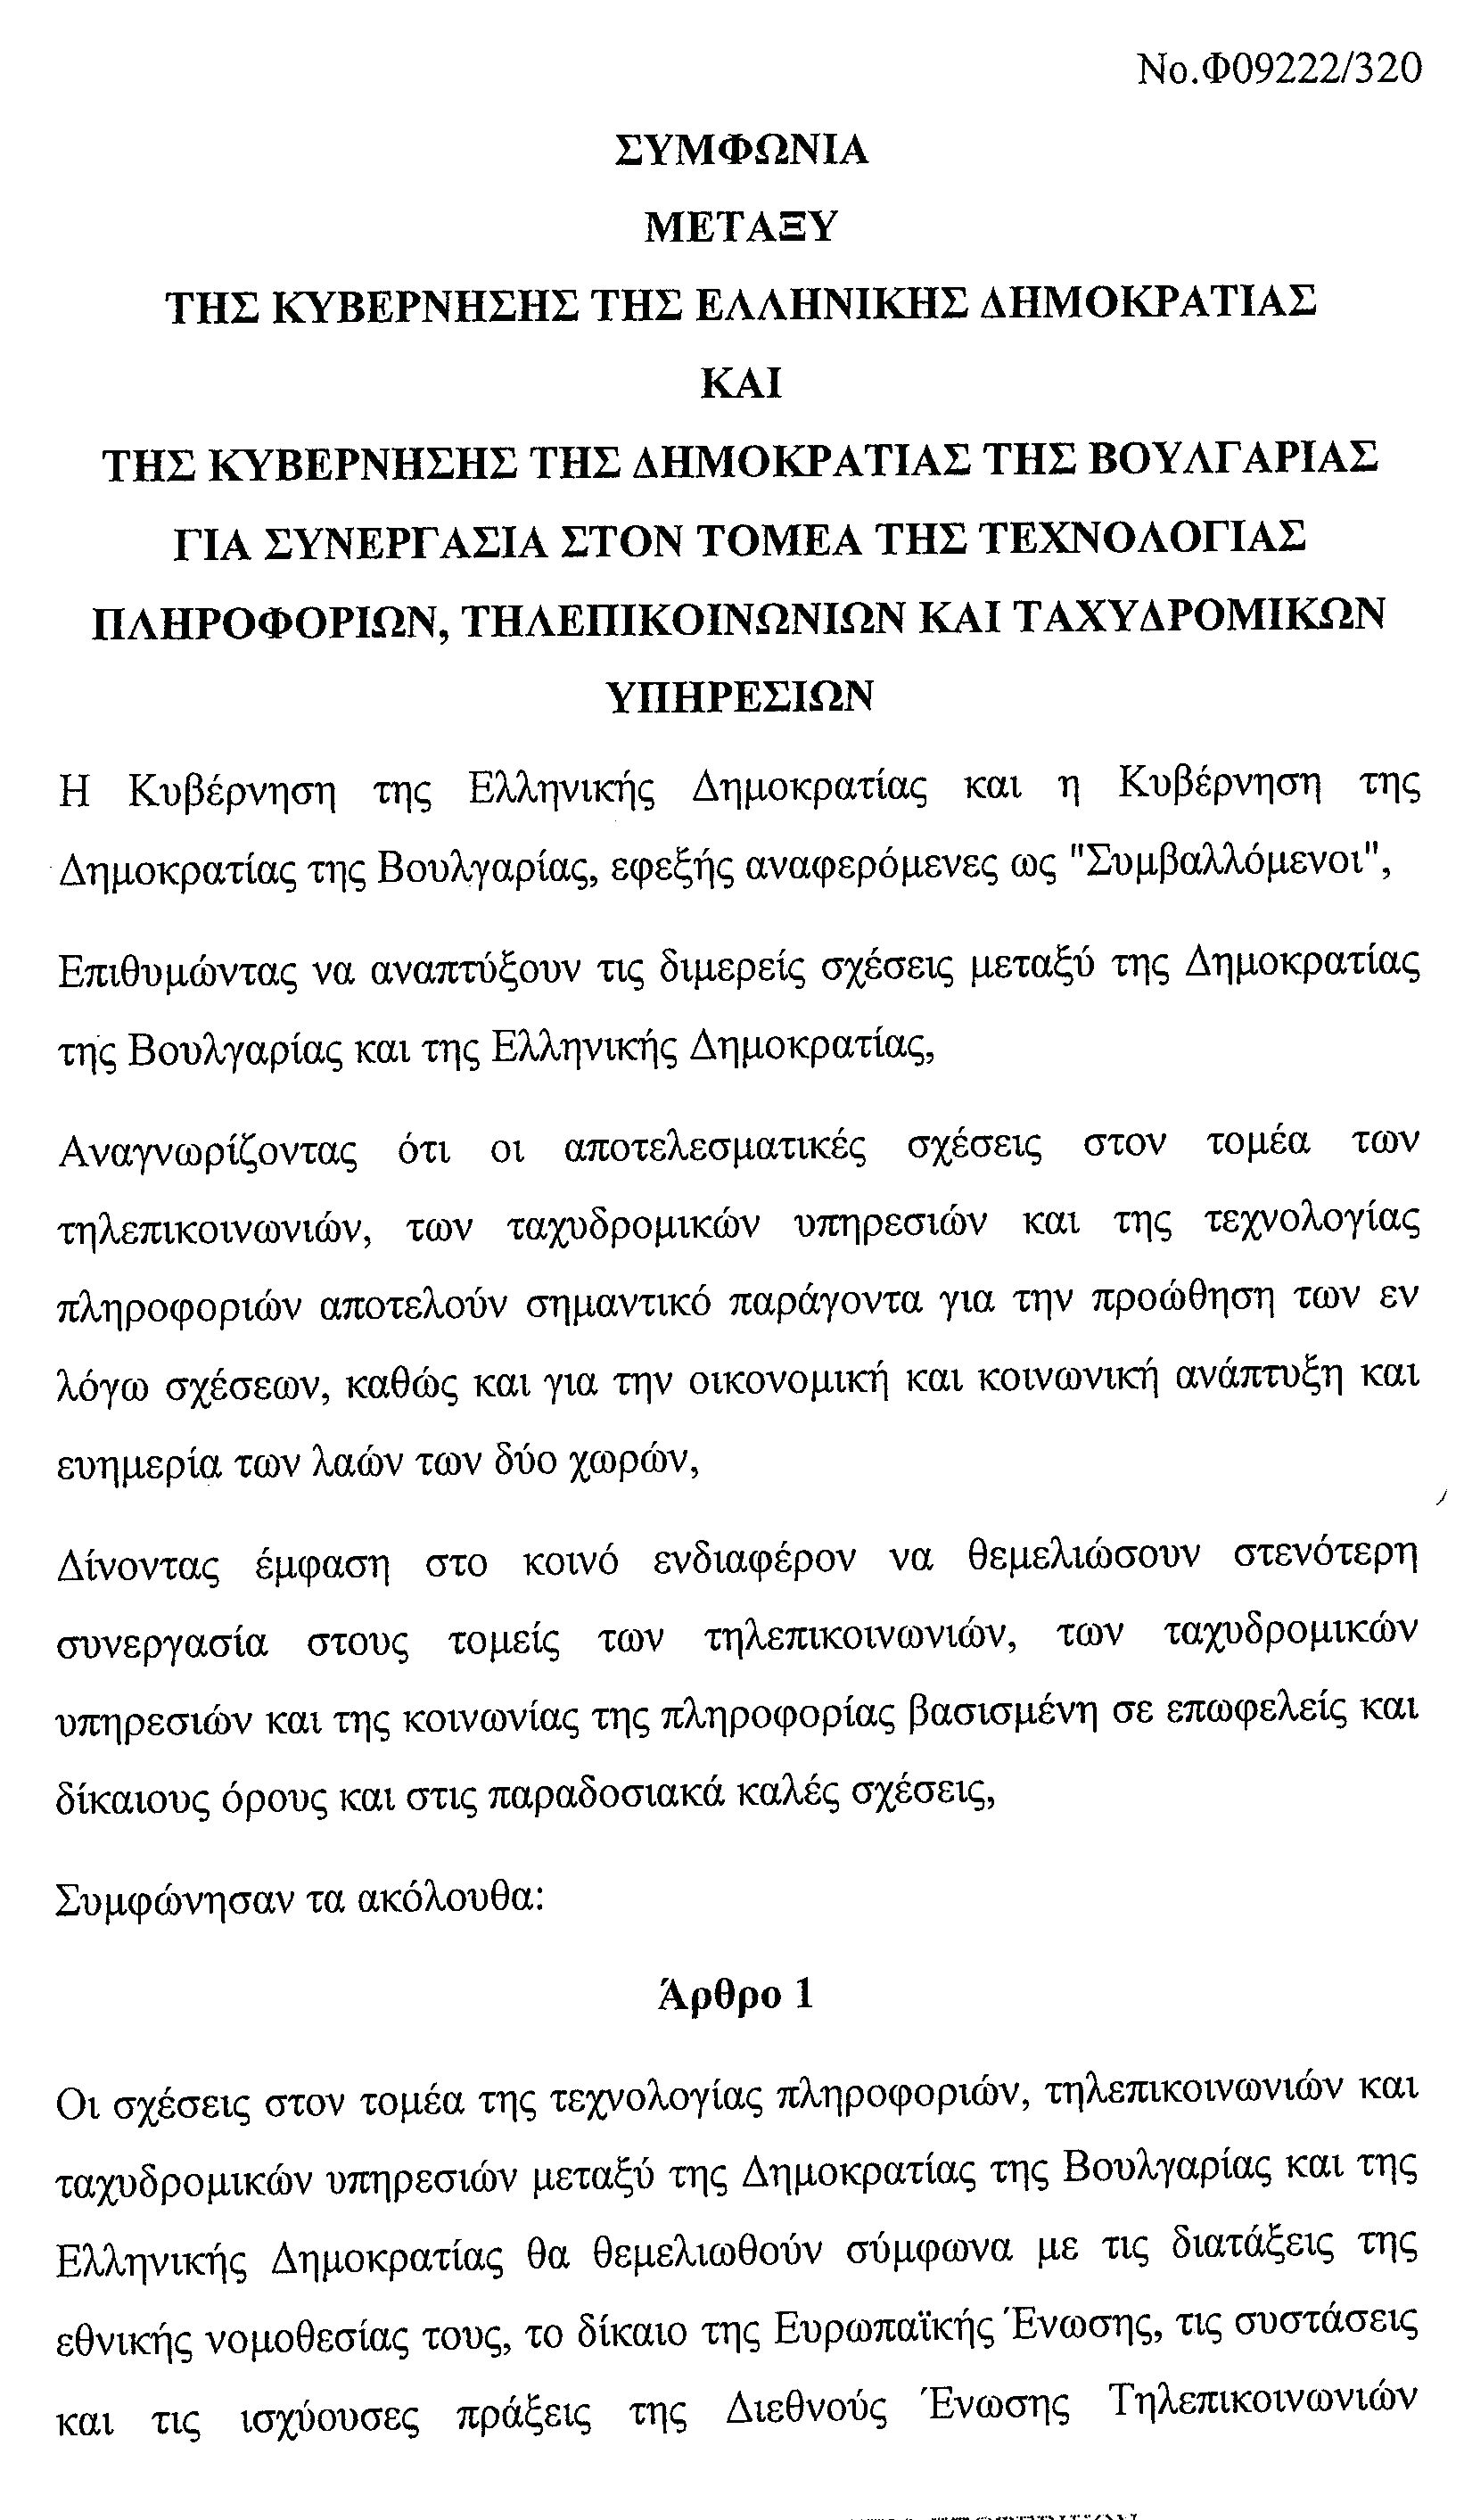 Νο.Φ09222/320
ΣΥΜΦΩΝΙΑ
ΜΕΤΑΞΥ
ΤΗΣ ΚΥΒΕΡΝΗΣΗΣ ΤΗΣ ΕΛΛΗΝΙΚΗΣ ΔΗΜΟΚΡΑΤΙΑΣ
ΚΑΙ
ΤΗΣ ΚΥΒΕΡΝΗΣΗΣ ΤΗΣ ΔΗΜΟΚΡΑΤΙΑΣ ΤΗΣ ΒΟΥΛΓΑΡΙΑΣ
ΓΙΑ ΣΥΝΕΡΓΑΣΙΑ ΣΤΟΝ ΤΟΜΕΑ ΤΗΣ ΤΕΧΝΟΛΟΓΙΑΣ
ΠΛΗΡΟΦΟΡΙΩΝ, ΤΗΛΕΠΙΚΟΙΝΩΝΙΩΝ ΚΑΙ ΤΑΧΥΔΡΟΜΙΚΩΝ
ΥΠΗΡΕΣΙΩΝ
Η Κυβέρνηση της Ελληνικής Δημοκρατίας και η Κυβέρνηση της
Δημοκρατίας της Βουλγαρίας, εφεξής αναφερόμενες ως "Συμβαλλόμενοι",
Επιθυμώντας να αναπτύξουν τις διμερείς σχέσεις μεταξύ της Δημοκρατίας
της Βουλγαρίας και της Ελληνικής Δημοκρατίας,
Αναγνωρίζοντας ότι οι αποτελεσματικές σχέσεις στον τομέα των
τηλεπικοινωνιών, των ταχυδρομικών υπηρεσιών και της τεχνολογίας
πληροφοριών αποτελούν σημαντικό παράγοντα για την προώθηση των εν
λόγω σχέσεων, καθώς και για την οικονομική και κοινωνική ανάπτυξη και
ευημερία των λαών των δύο χωρών,
Δίνοντας έμφαση στο κοινό ενδιαφέρον να θεμελιώσουν στενότερη
συνεργασία στους τομείς των τηλεπικοινωνιών, των ταχυδρομικών
υπηρεσιών και της κοινωνίας της πληροφορίας βασισμένη σε επωφελείς και
δίκαιους όρους και στις παραδοσιακά καλές σχέσεις,
Συμφώνησαν τα ακόλουθα:
Άρθρο 1
Οι σχέσεις στον τομέα της τεχνολογίας πληροφοριών, τηλεπικοινωνιών και
ταχυδρομικών υπηρεσιών μεταξύ της Δημοκρατίας της Βουλγαρίας και της
Ελληνικής Δημοκρατίας θα θεμελιωθούν σύμφωνα με τις διατάξεις της
εθνικής νομοθεσίας τους, το δίκαιο της Ευρωπαϊκής Ένωσης, τις συστάσεις
και τις ισχύουσες πράξεις της Διεθνούς Ένωσης Τηλεπικοινωνιών